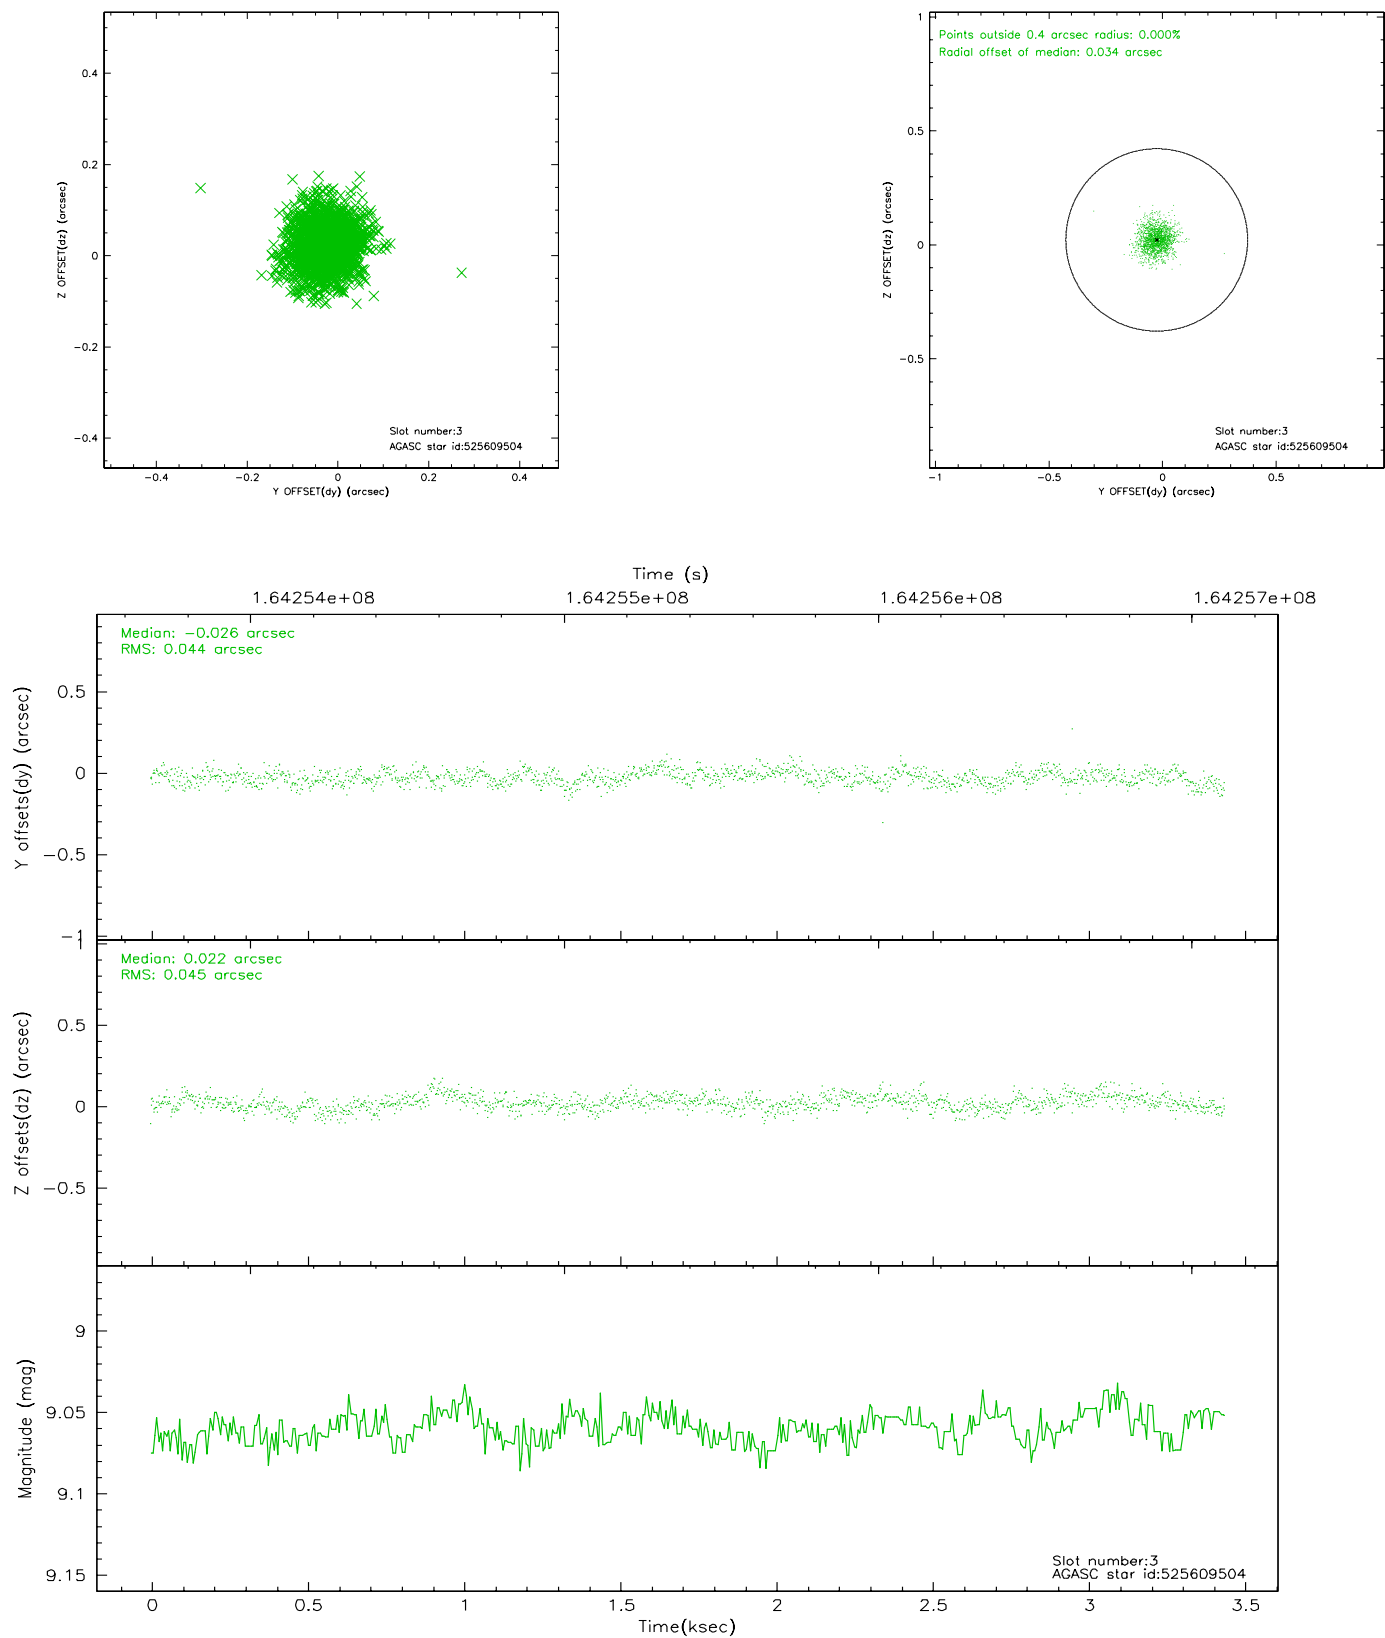 0.4
0.2
0
−0.2
−0.4
Z OFFSET(dz) (arcsec)
Slot number:3
AGASC star id:525609504
−0.4 −0.2 0 0.2 0.4
Y OFFSET(dy) (arcsec)
Points outside 0.4 arcsec radius: 0.000%
Radial offset of median: 0.034 arcsec
1
0.5
0
−0.5
Z OFFSET(dz) (arcsec)
Slot number:3
AGASC star id:525609504
−1 −0.5 0 0.5
Y OFFSET(dy) (arcsec)
Time (s)
1.64254e+08 1.64255e+08 1.64256e+08 1.64257e+08
Median: −0.026 arcsec
RMS: 0.044 arcsec
0.5
0
−0.5
−1
Y offsets(dy) (arcsec)
1
Median: 0.022 arcsec
RMS: 0.045 arcsec
0.5
0
−0.5
Z offsets(dz) (arcsec)
9
9.05
9.1
9.15
Magnitude (mag)
Slot number:3
AGASC star id:525609504
0 0.5 1 1.5 2 2.5 3 3.5
Time(ksec)